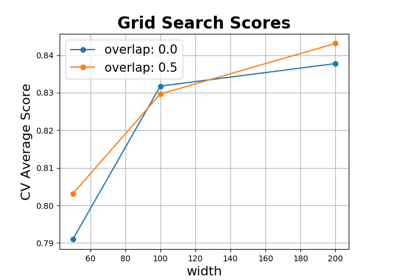 Grid Search Scores
overlap: 0.0
overlap: 0.5
CV Average Score
0.84
0.83
0.82
0.81
0.80
0.79
60 80 100 120 140 160 180 200
width